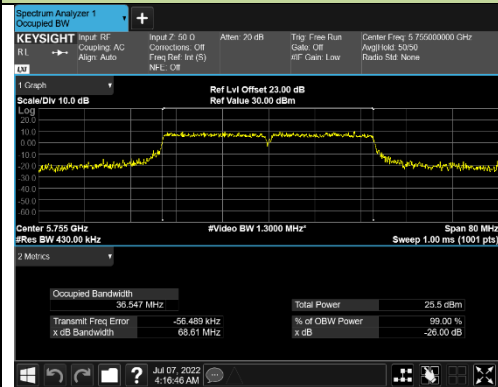 Spectrum Analyzer 1
Occupied BW
+
KEYSIGHT Input: RF Input Z: 50 Ω Atten: 20 dB Trig: Free Run Center Freq: 5.755000000 GHz
RL Coupling: AC Corrections: Off Gate: Off Avg|Hold: 50/50
Align: Auto Freq Ref: Int (S) #IF Gain: Low Radio Std: None
NFE: Off
LXI
1 Graph
Ref Lvl Offset 23.00 dB
Scale/Div 10.0 dB Ref Value 30.00 dBm
Log
20.0
10.0
0.00
-10.0
-20.0
-30.0
-40.0
-50.0
-60.0
Center 5.755 GHz #Video BW 1.3000 MHz* Span 80 MHz
#Res BW 430.00 kHz Sweep 1.00 ms (1001 pts)
2 Metrics
Occupied Bandwidth
36.547 MHz Total Power 25.5 dBm
Transmit Freq Error -56.489 kHz % of OBW Power 99.00 %
x dB Bandwidth 68.61 MHz x dB -26.00 dB
? Jul 07, 2022
4:16:46 AM